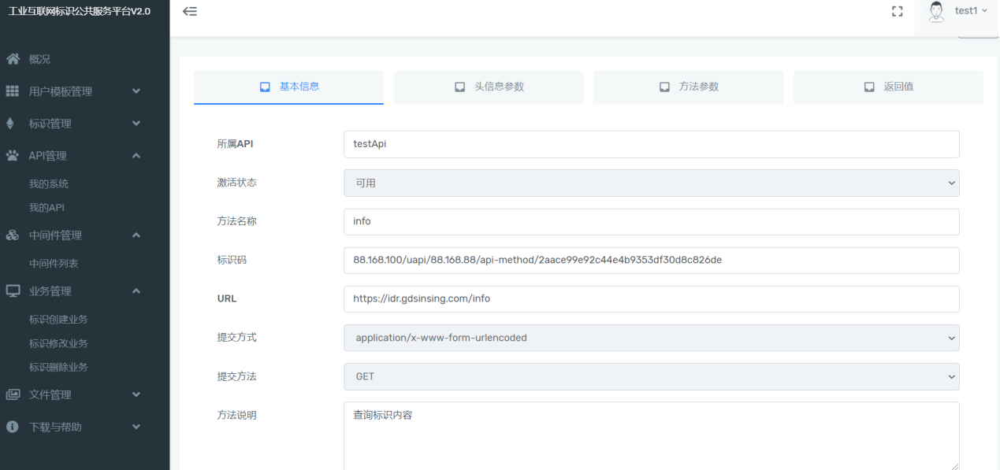 工业互联网标识公共服务平台V2.0
test1
概况
用户模板管理
标识管理
API管理
我的系统
我的API
中间件管理
中间件列表
业务管理
标识创建业务
标识修改业务
标识删除业务
文件管理
下载与帮助
基本信息
头信息参数
方法参数
返回值
所属API
testApi
激活状态
可用
方法名称
info
标识码
88.168.100/uapi/88.168.88/api-method/2aace99e92c44e4b9353df30d8c826de
URL
https://idr.gdsinsing.com/info
提交方式
application/x-www-form-urlencoded
提交方法
GET
方法说明
查询标识内容